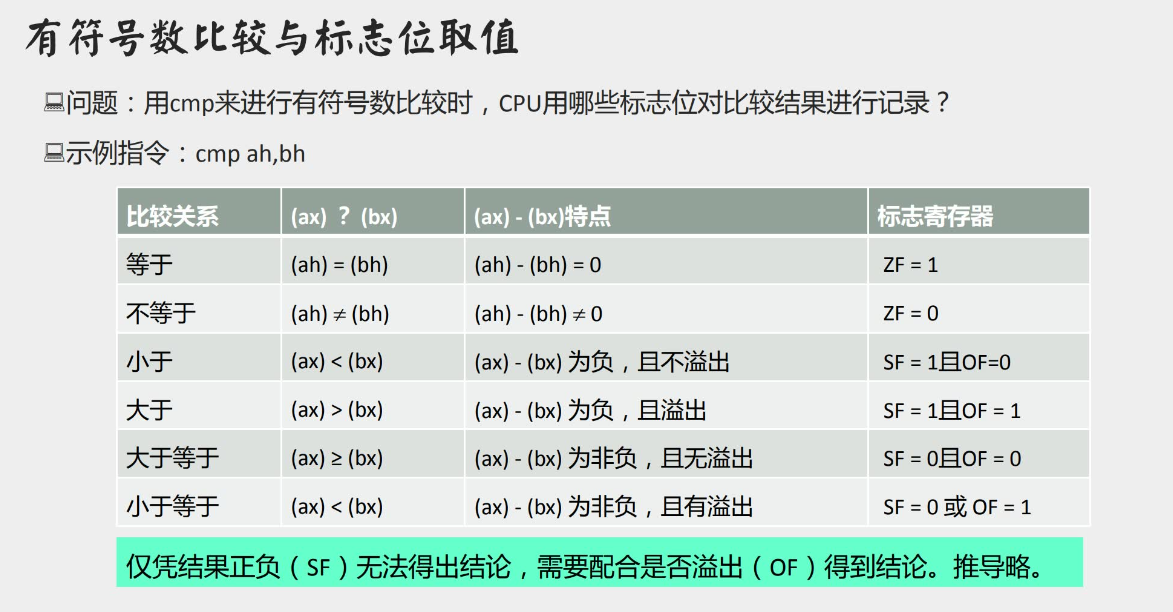 有符号数比较与标志位取值
问题：用cmp来进行有符号数比较时，CPU用哪些标志位对比较结果进行记录？
示例指令：cmp ah,bh
比较关系 (ax) ？ (bx) (ax) - (bx)特点 标志寄存器
等于 (ah) = (bh) (ah) - (bh) = 0 ZF = 1
不等于 (ah) ≠ (bh) (ah) - (bh) ≠ 0 ZF = 0
小于 (ax) < (bx) (ax) - (bx) 为负，且不溢出 SF = 1且OF=0
大于 (ax) > (bx) (ax) - (bx) 为负，且溢出 SF = 1且OF = 1
大于等于 (ax) ≥ (bx) (ax) - (bx) 为非负，且无溢出 SF = 0且OF = 0
小于等于 (ax) < (bx) (ax) - (bx) 为非负，且有溢出 SF = 0 或 OF = 1
仅凭结果正负（SF）无法得出结论，需要配合是否溢出（OF）得到结论。推导略。